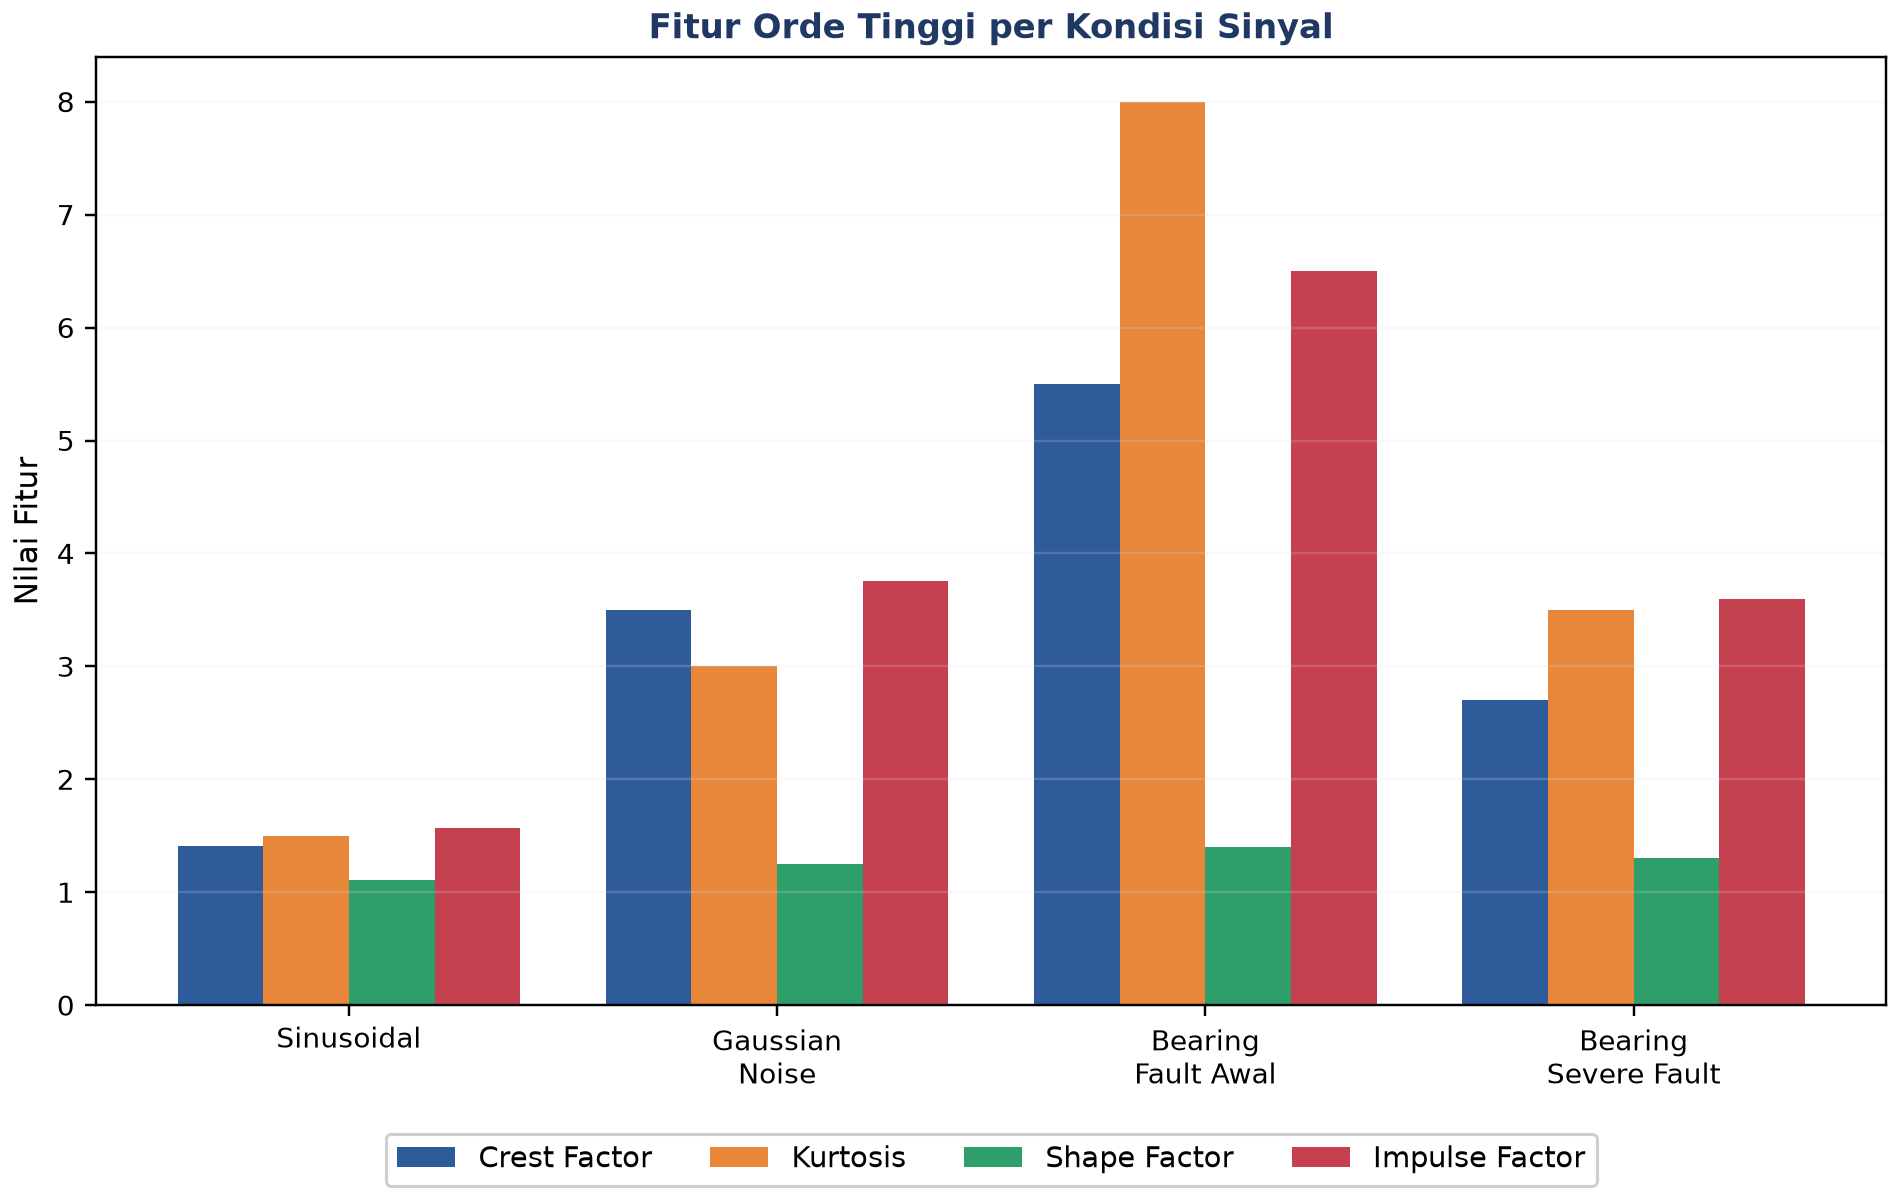 Fitur Orde Tinggi per Kondisi Sinyal
Nilai Fitur
8
7
6
5
4
3
2
1
0
Sinusoidal
Gaussian
Noise
Bearing
Fault Awal
Bearing
Severe Fault
Crest Factor
Kurtosis
Shape Factor
Impulse Factor